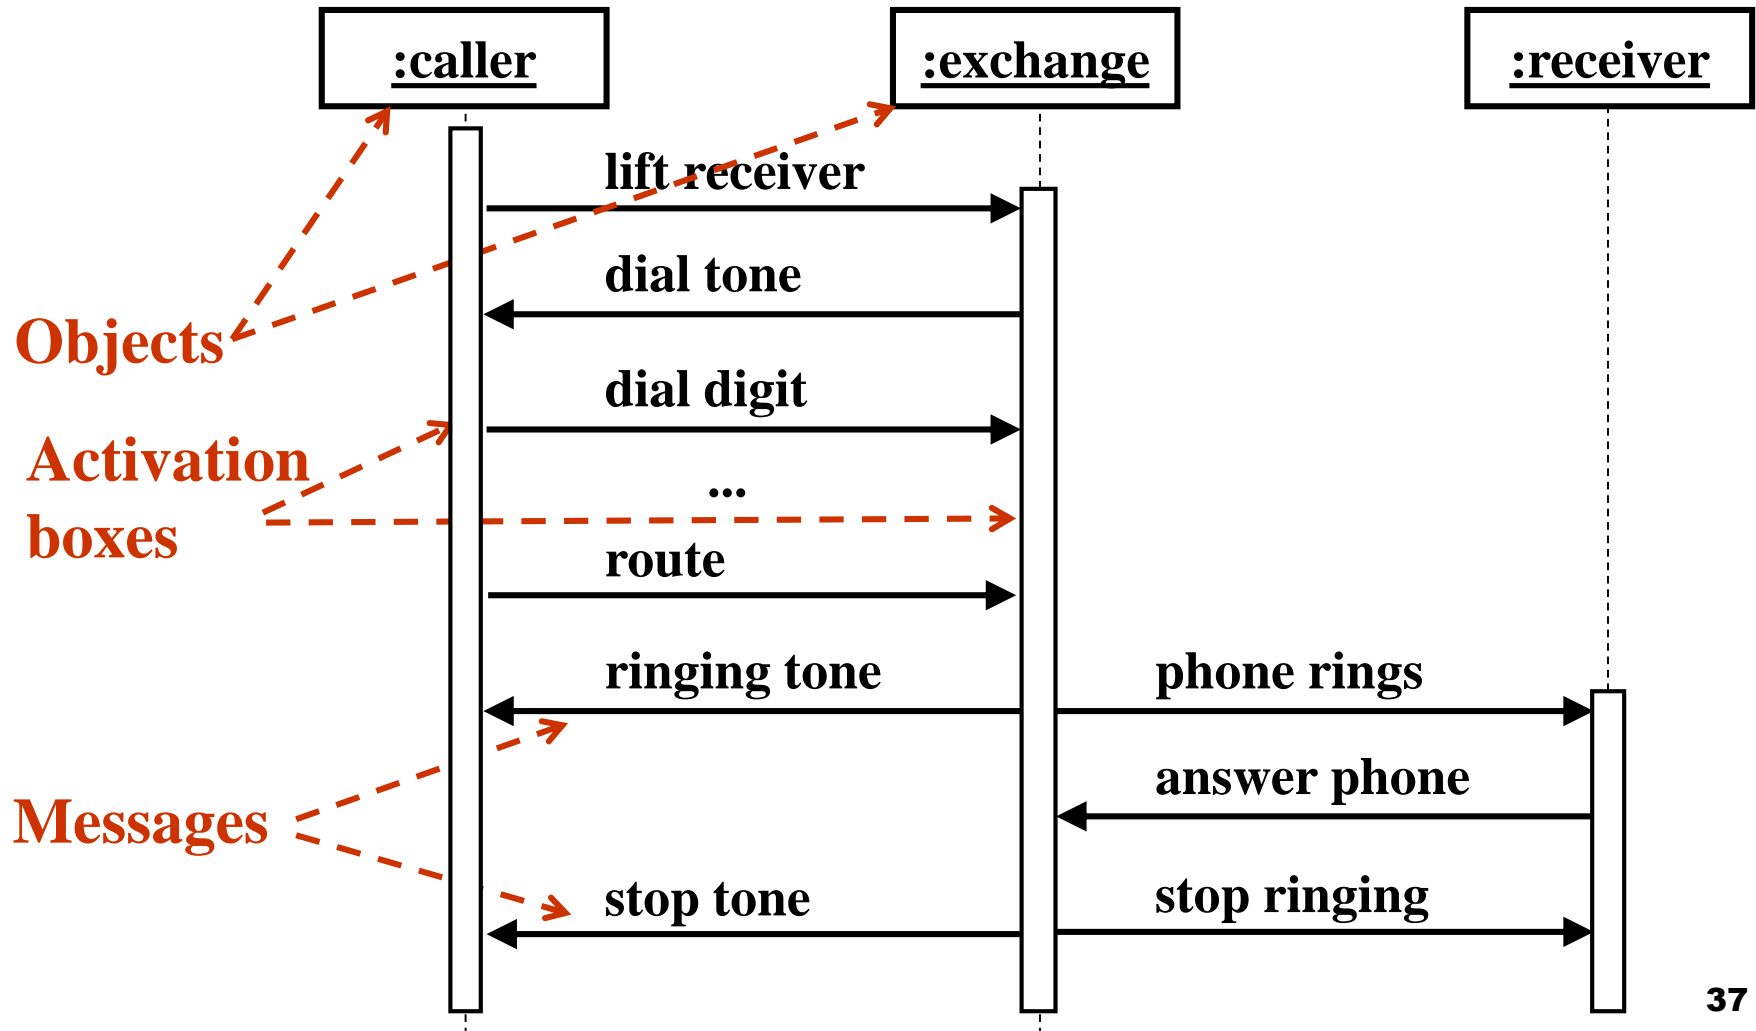 :caller
:exchange
:receiver
lift receiver
dial tone
Objects
dial digit
Activation
boxes
...
route
ringing tone
phone rings
answer phone
Messages
stop tone
stop ringing
37